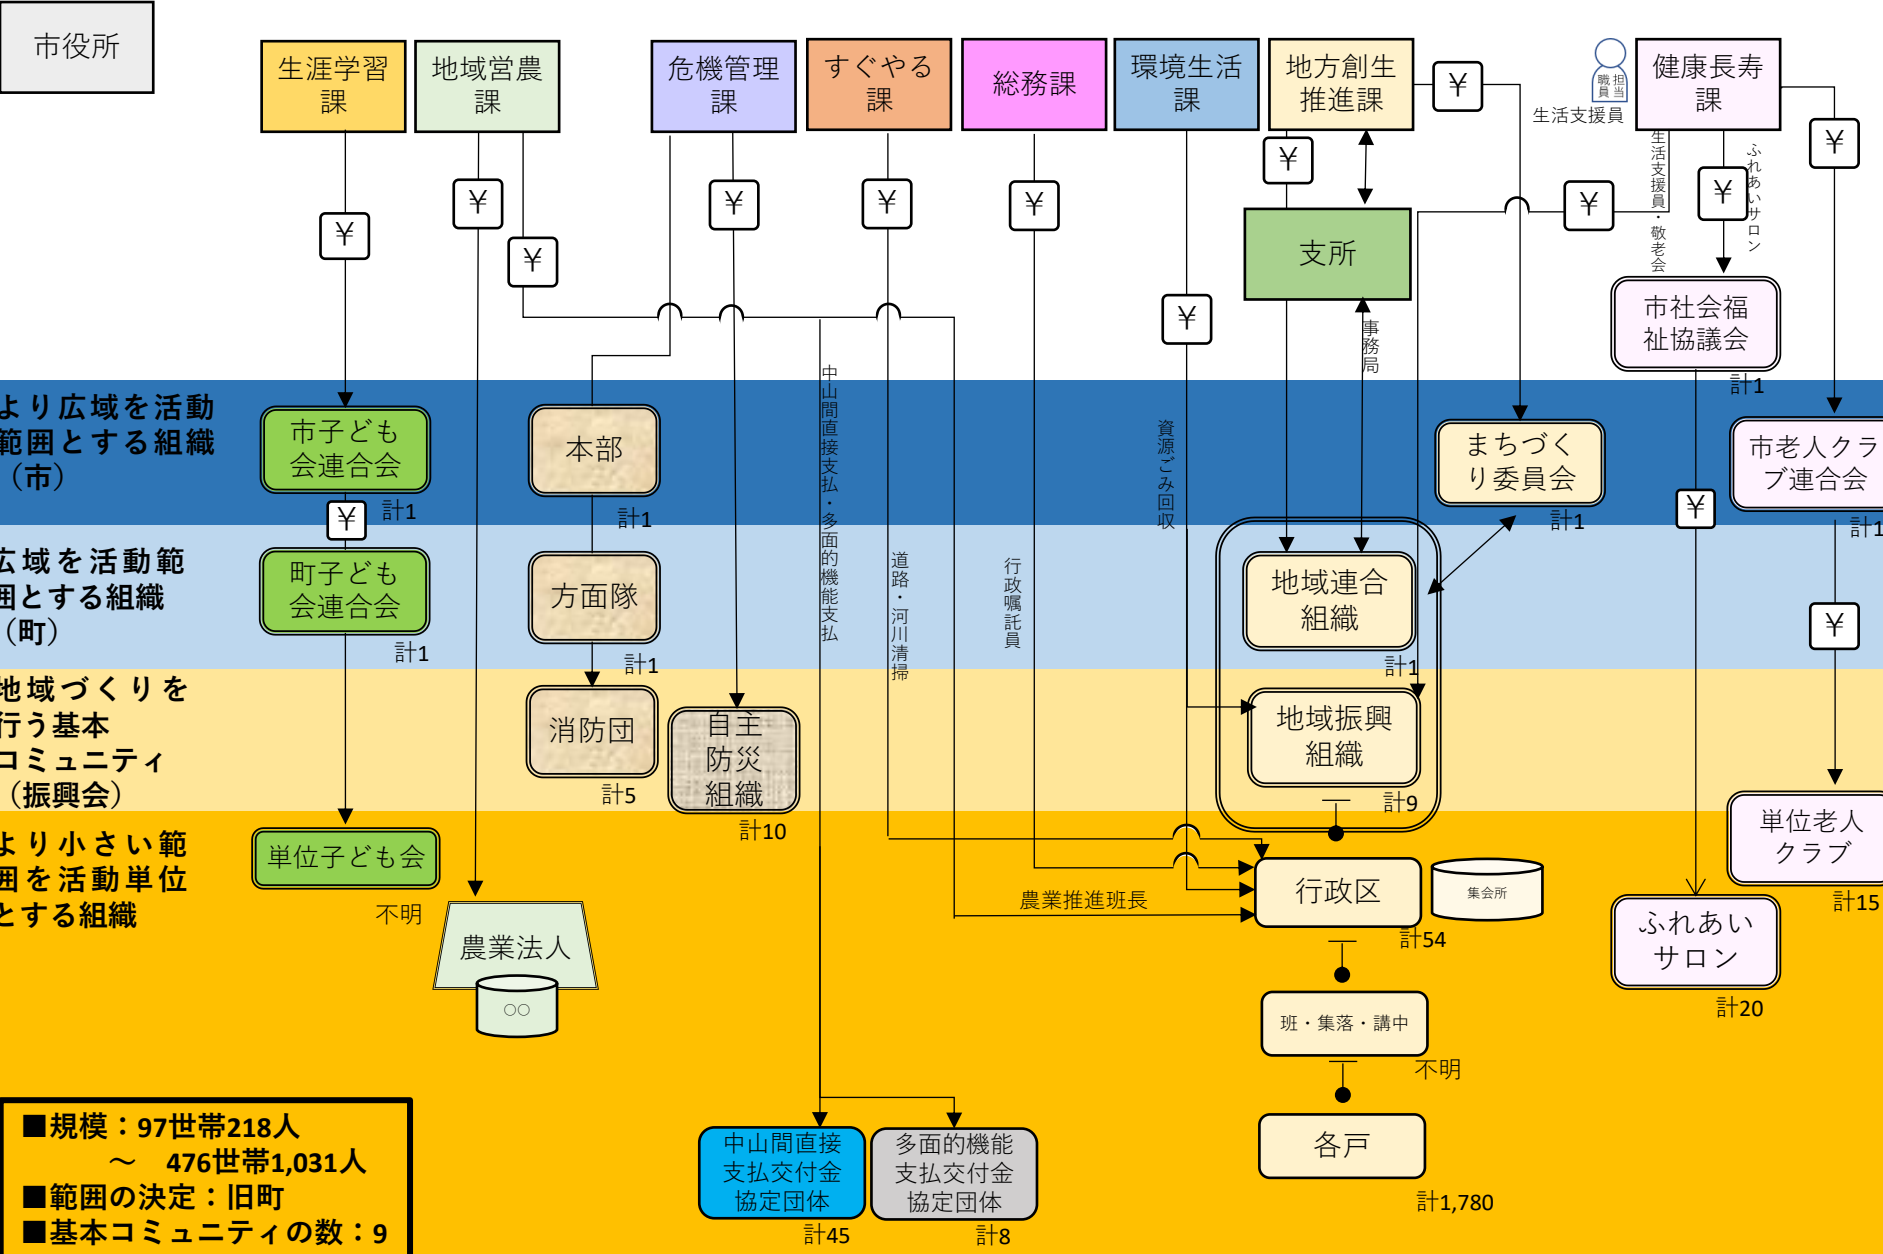 市役所
生涯学習
課
地域営農
課
危機管理
課
すぐやる
課
総務課
環境生活
課
地方創生
推進課
¥
職員
担当
生活支援員
健康長寿
課
¥
¥
¥
¥
¥
¥
¥
¥
¥
¥
¥
生活支援員・敬老会
ふれあいサロン
支所
市社会福
祉協議会
計1
¥
事務局
中山間直接支払・多面的機能支払
資源ごみ回収
道路・河川清掃
行政嘱託員
より広域を活動
範囲とする組織
（市）
市子ども
会連合会
計1
本部
計1
まちづく
り委員会
計1
市老人クラ
ブ連合会
計1
¥
¥
広域を活動範
囲とする組織
（町）
町子ども
会連合会
計1
方面隊
計1
地域連合
組織
計1
¥
地域づくりを
行う基本
コミュニティ
（振興会）
消防団
計5
自主
防災
組織
計10
地域振興
組織
計9
より小さい範
囲を活動単位
とする組織
単位子ども会
不明
農業法人
○○
農業推進班長
行政区
計54
集会所
単位老人
クラブ
計15
ふれあい
サロン
計20
班・集落・講中
不明
各戸
計1,780
中山間直接
支払交付金
協定団体
計45
多面的機能
支払交付金
協定団体
計8
■規模：97世帯218人
～　476世帯1,031人
■範囲の決定：旧町
■基本コミュニティの数：9